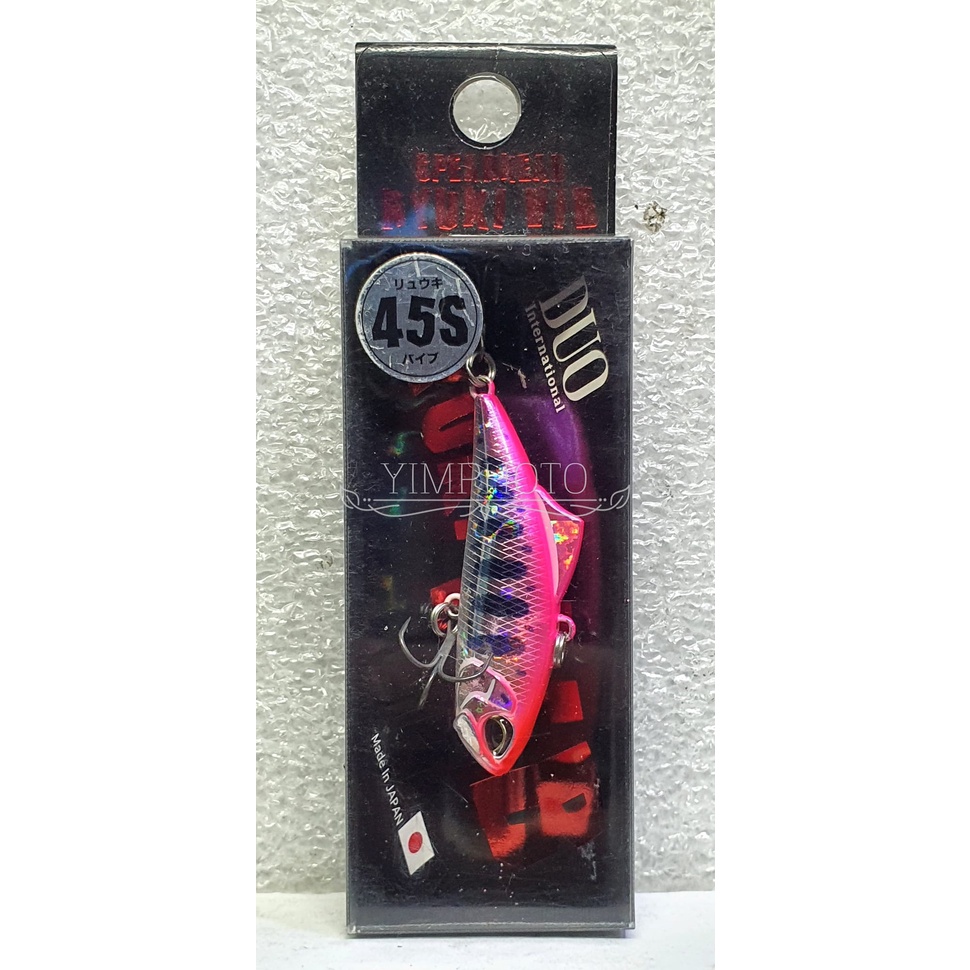 SPEARHEAD
RYUKI VIB
リュウキ
45S
バイブ
DUO
International
YIMPHOTO
Made In JAPAN